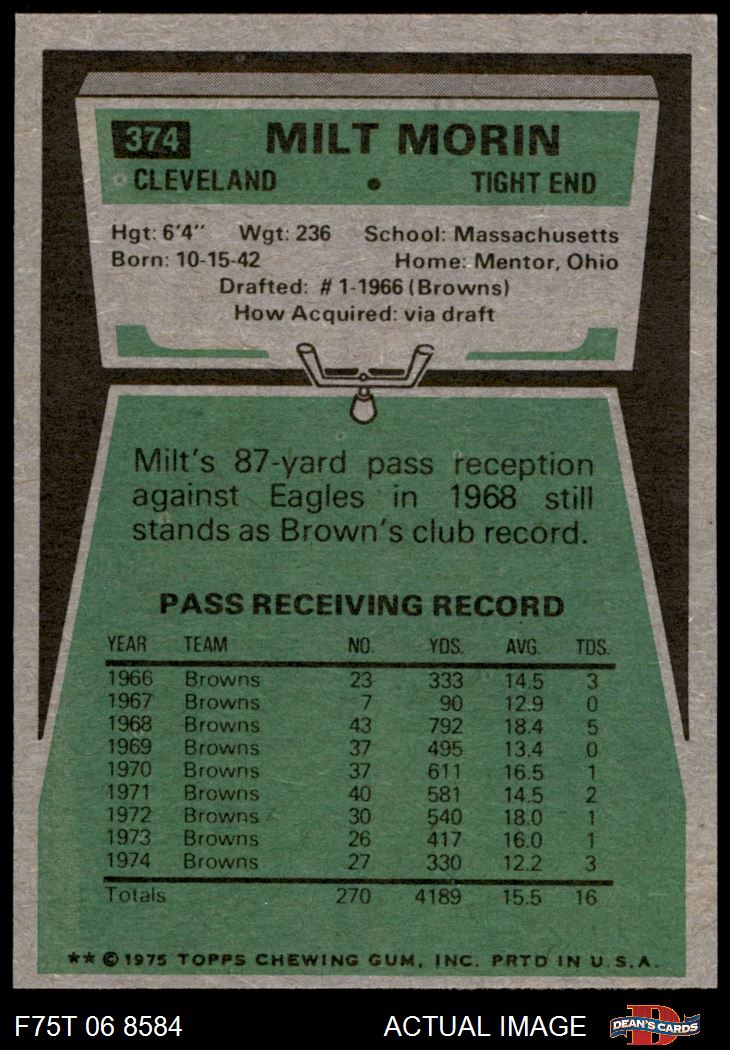 374 MILT MORIN
CLEVELAND • TIGHT END
Hgt: 6'4" Wgt: 236 School: Massachusetts
Born: 10-15-42 Home: Mentor, Ohio
Drafted: #1-1966 (Browns)
How Acquired: via draft
Milt's 87-yard pass reception
against Eagles in 1968 still
stands as Brown's club record.
PASS RECEIVING RECORD
YEAR TEAM NO. YDS. AVG. TDS.
1966 Browns 23 333 14.5 3
1967 Browns 7 90 12.9 0
1968 Browns 43 792 18.4 5
1969 Browns 37 495 13.4 0
1970 Browns 37 611 16.5 1
1971 Browns 40 581 14.5 2
1972 Browns 30 540 18.0 1
1973 Browns 26 417 16.0 1
1974 Browns 27 330 12.2 3
Totals 270 4189 15.5 16
** © 1975 TOPPS CHEWING GUM, INC. PRTD IN U.S.A.
F75T 06 8584 ACTUAL IMAGE D DEAN'S CARDS